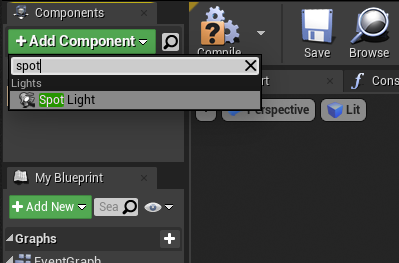 Components
+ Add Component
Compile
Save
Browse
spot
Lights
Spot Light
rt
Cons
Perspective
Lit
My Blueprint
+ Add New
Sea
Graphs
EventGraph